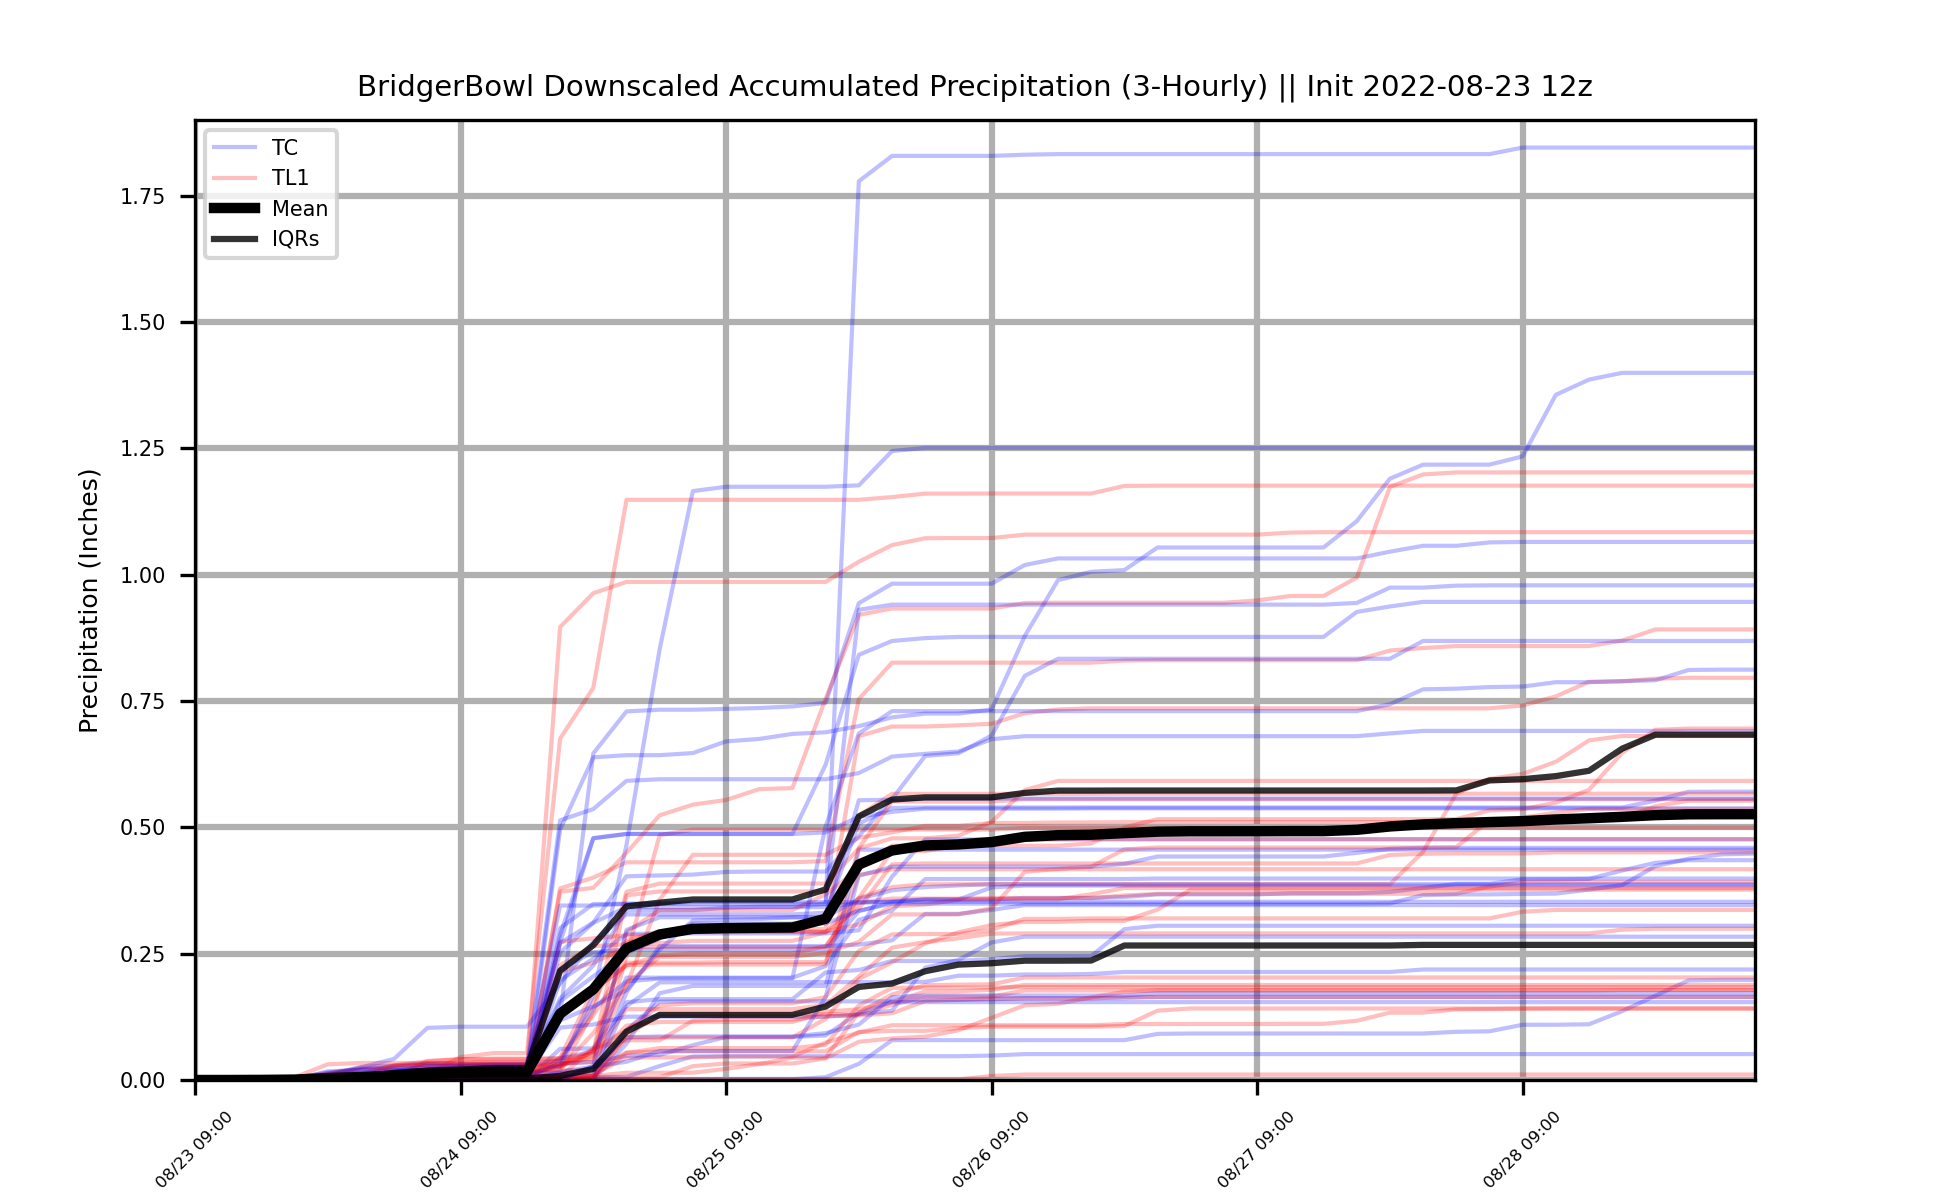 BridgerBowl Downscaled Accumulated Precipitation (3-Hourly) || Init 2022-08-23 12z
TC
TL1
Mean
IQRs
Precipitation (Inches)
1.75
1.50
1.25
1.00
0.75
0.50
0.25
0.00
08/23 09:00
08/24 09:00
08/25 09:00
08/26 09:00
08/27 09:00
08/28 09:00